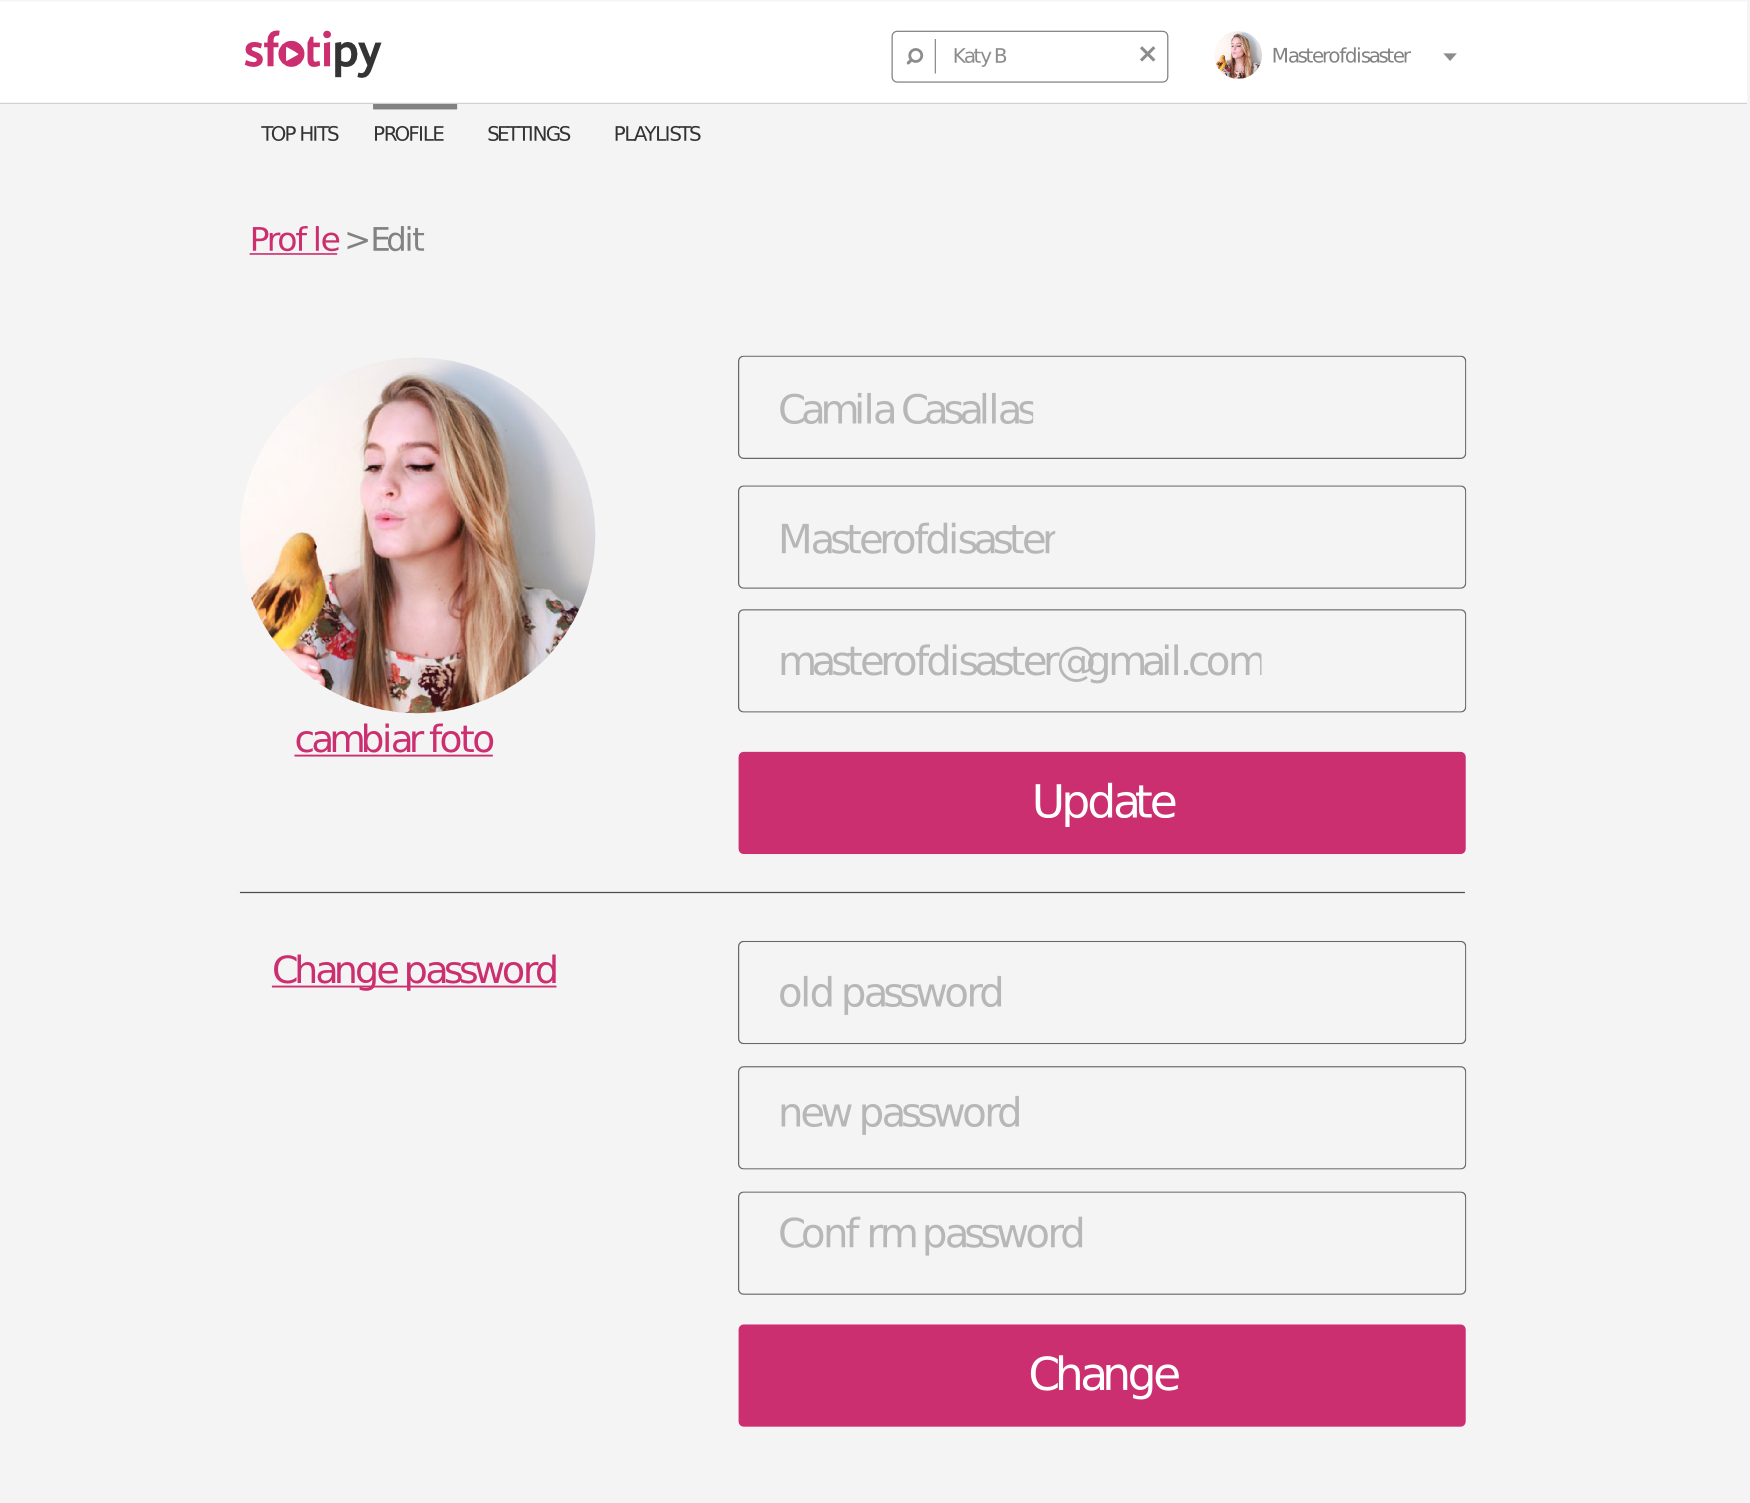 sfotipy
Katy B
Masterofdisaster
TOP HITS PROFILE SETTINGS PLAYLISTS
Prof le > Edit
Camila Casallas
Masterofdisaster
masterofdisaster@gmail.com
cambiar foto
Update
Change password
old password
new password
Conf rm password
Change